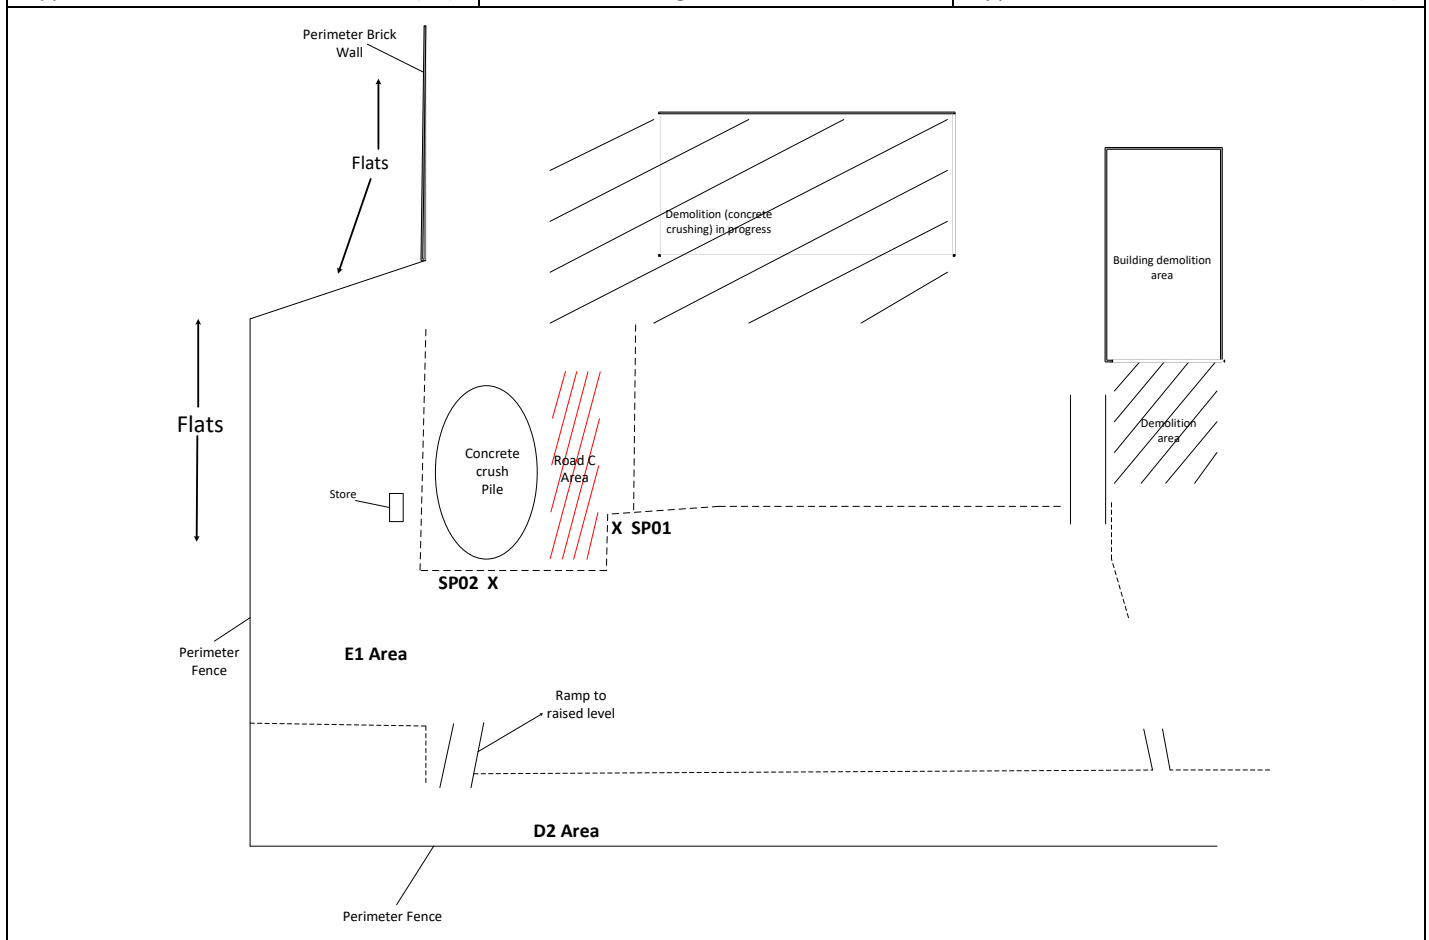 Perimeter Brick
Wall
Flats
Demolition (concrete
crushing) in progress
Building demolition
area
Flats
Demolition
area
Concrete
crush
Pile
Road C
Area
Store
X SP01
SP02 X
Perimeter
Fence
E1 Area
Ramp to
raised level
D2 Area
Perimeter Fence